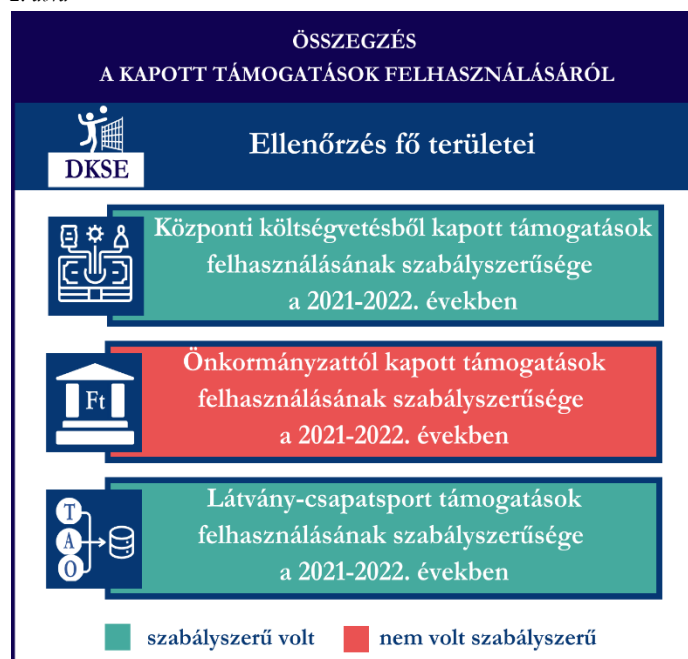 ÖSSZEGZÉS
A KAPOTT TÁMOGATÁSOK FELHASZNÁLÁSÁRÓL
DKSE
Ellenőrzés fő területei
Központi költségvetésből kapott támogatások
felhasználásának szabályszerűsége
a 2021-2022. években
Ft
Önkormányzattól kapott támogatások
felhasználásának szabályszerűsége
a 2021-2022. években
T
A
O
Látvány-csapatsport támogatások
felhasználásának szabályszerűsége
a 2021-2022. években
szabályszerű volt
nem volt szabályszerű